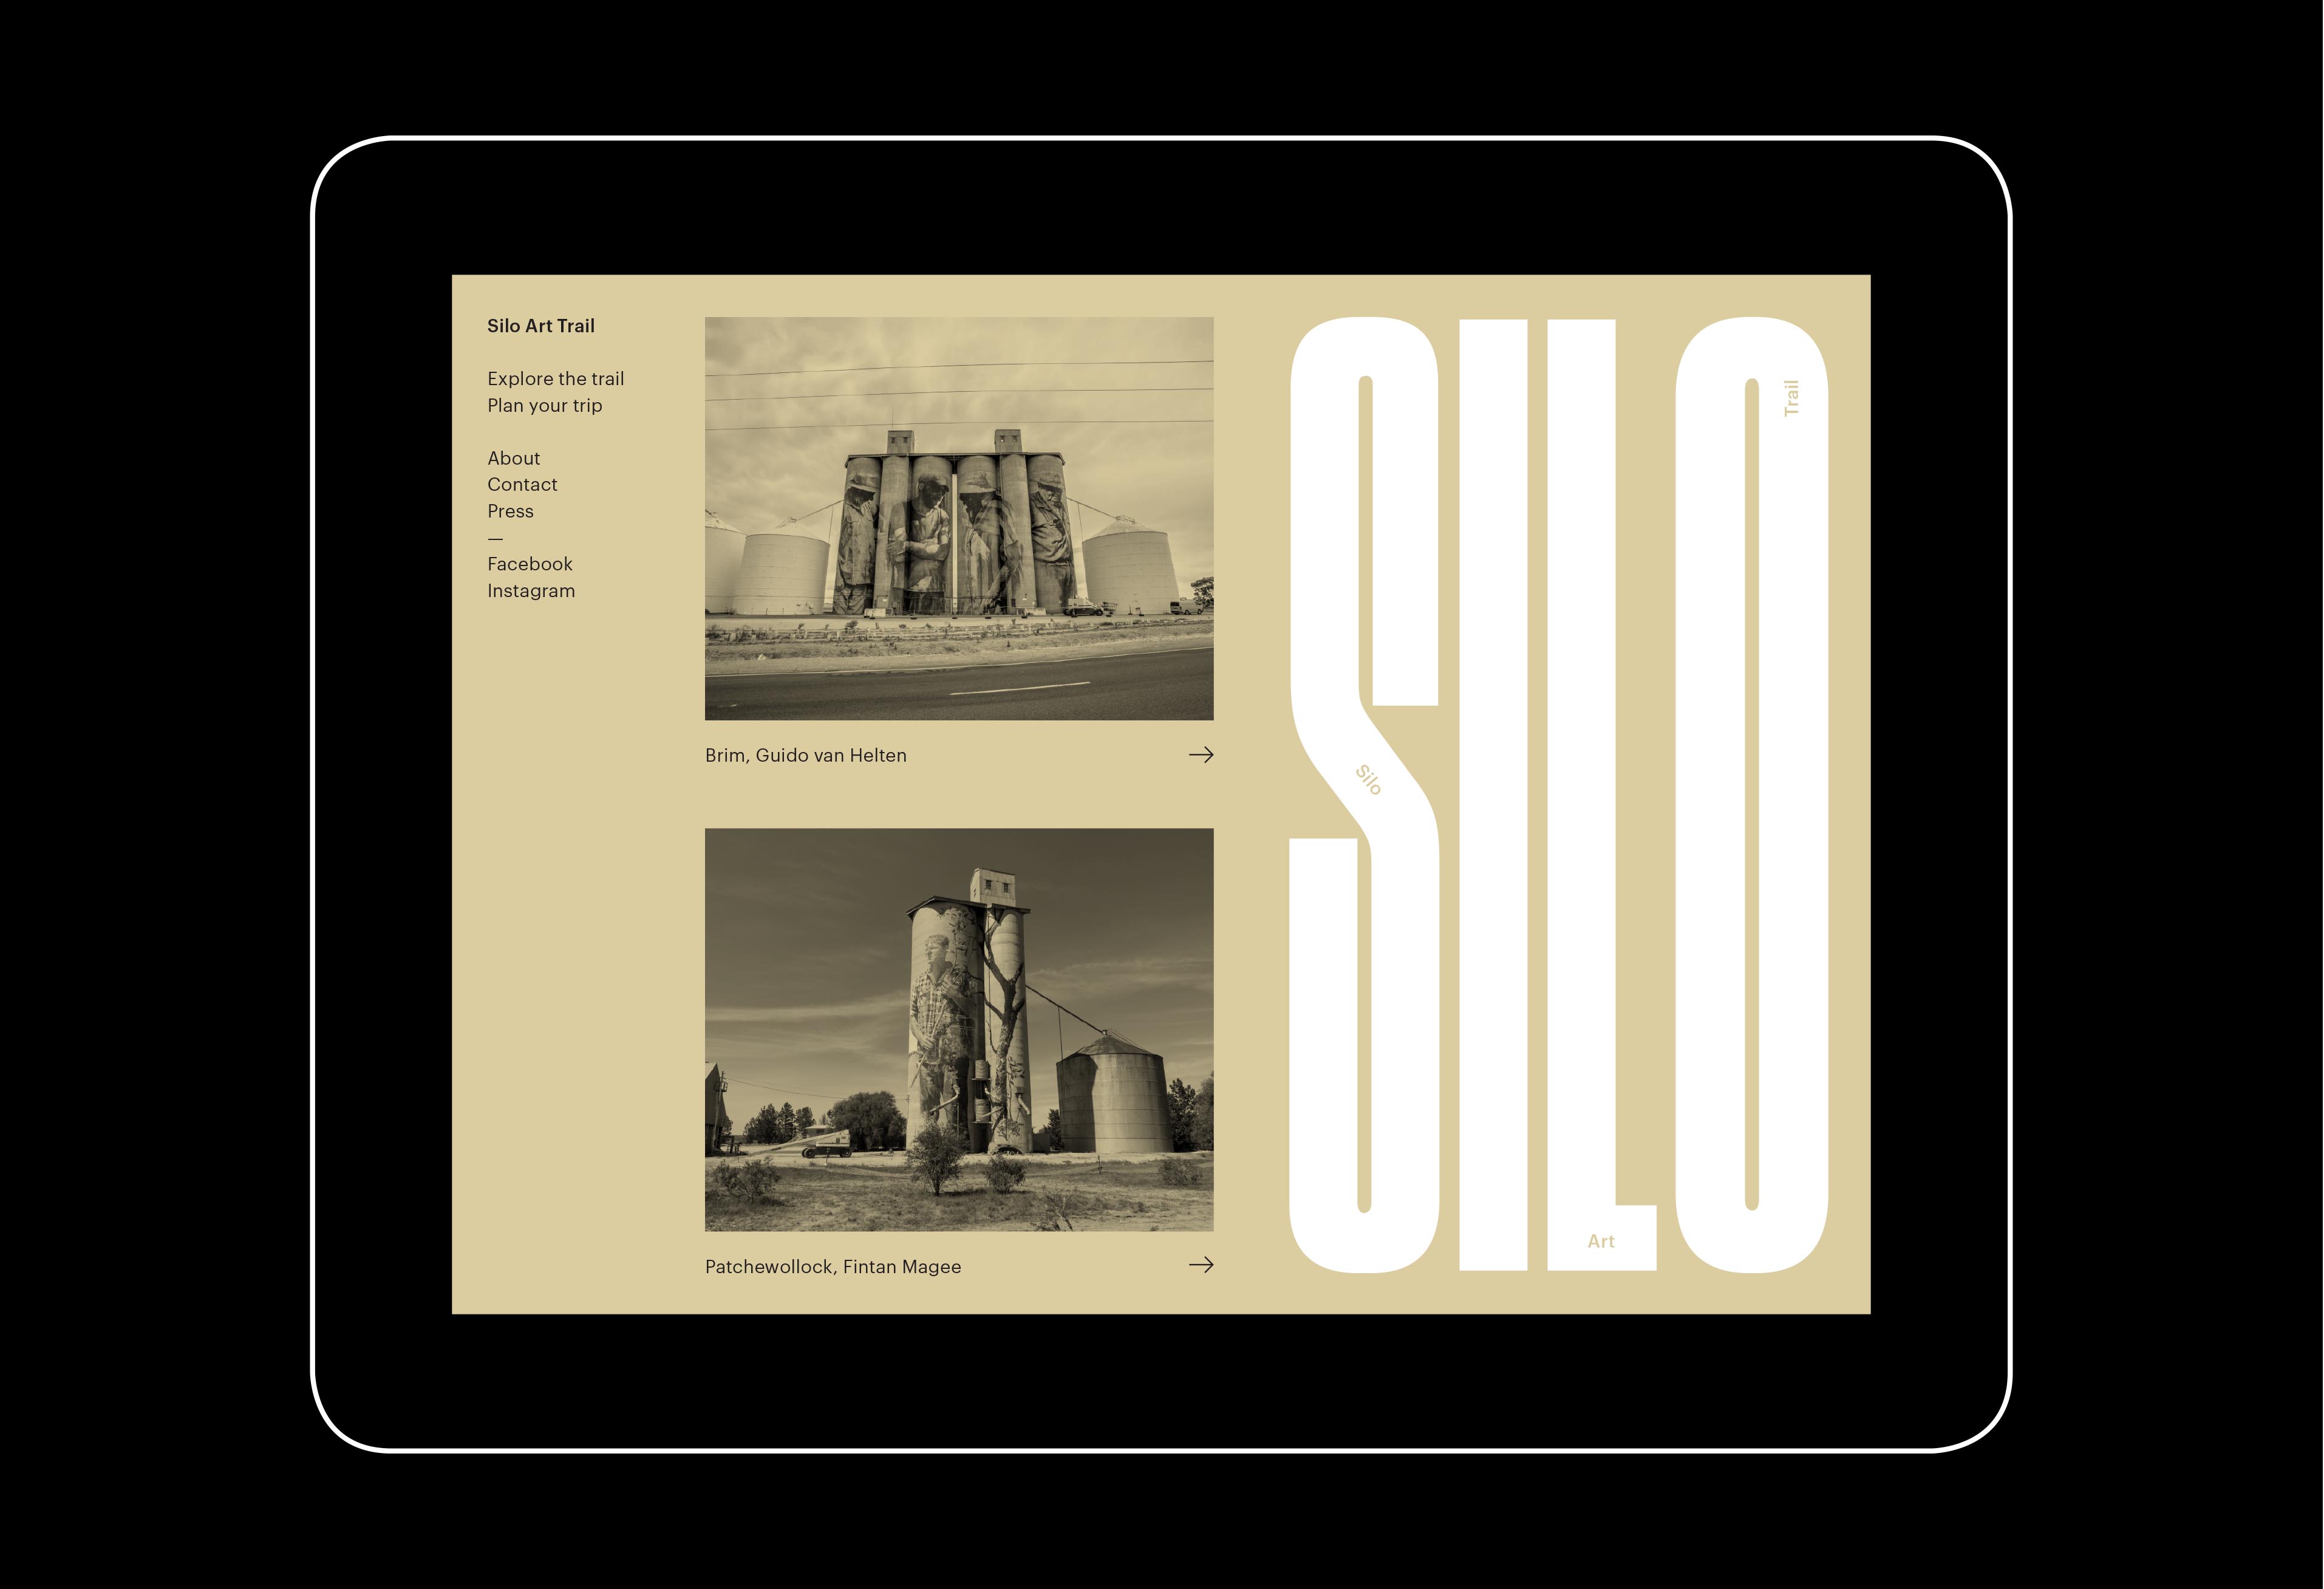 Silo Art Trail
Explore the trail
Plan your trip
About
Contact
Press
—
Facebook
Instagram
Brim, Guido van Helten →
Patchewollock, Fintan Magee →
SILO
Silo
Art
Trail